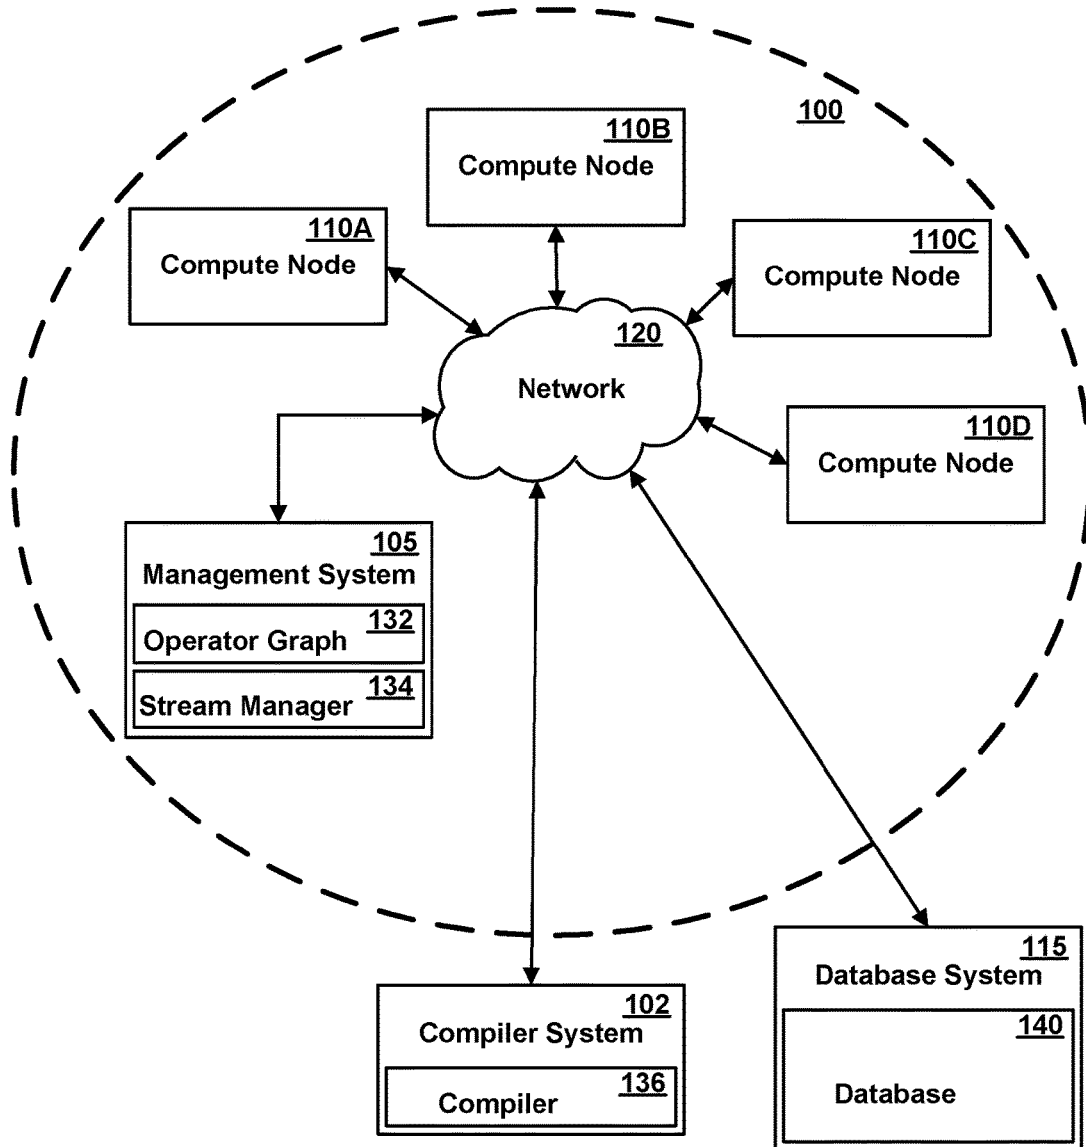 100
110B
Compute Node
110A
Compute Node
110C
Compute Node
120
Network
110D
Compute Node
105
Management System
132
Operator Graph
134
Stream Manager
102
Compiler System
136
Compiler
115
Database System
140
Database